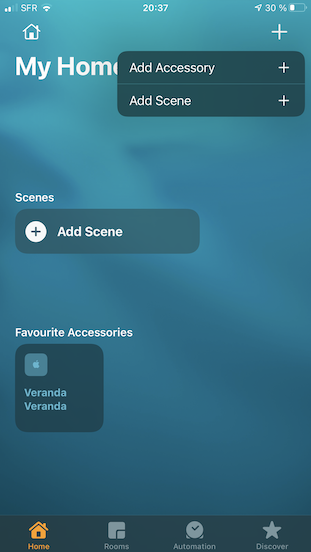 SFR
20:37
30 %
My Home
Add Accessory
Add Scene
Scenes
Add Scene
Favourite Accessories
Veranda
Veranda
Home
Rooms
Automation
Discover